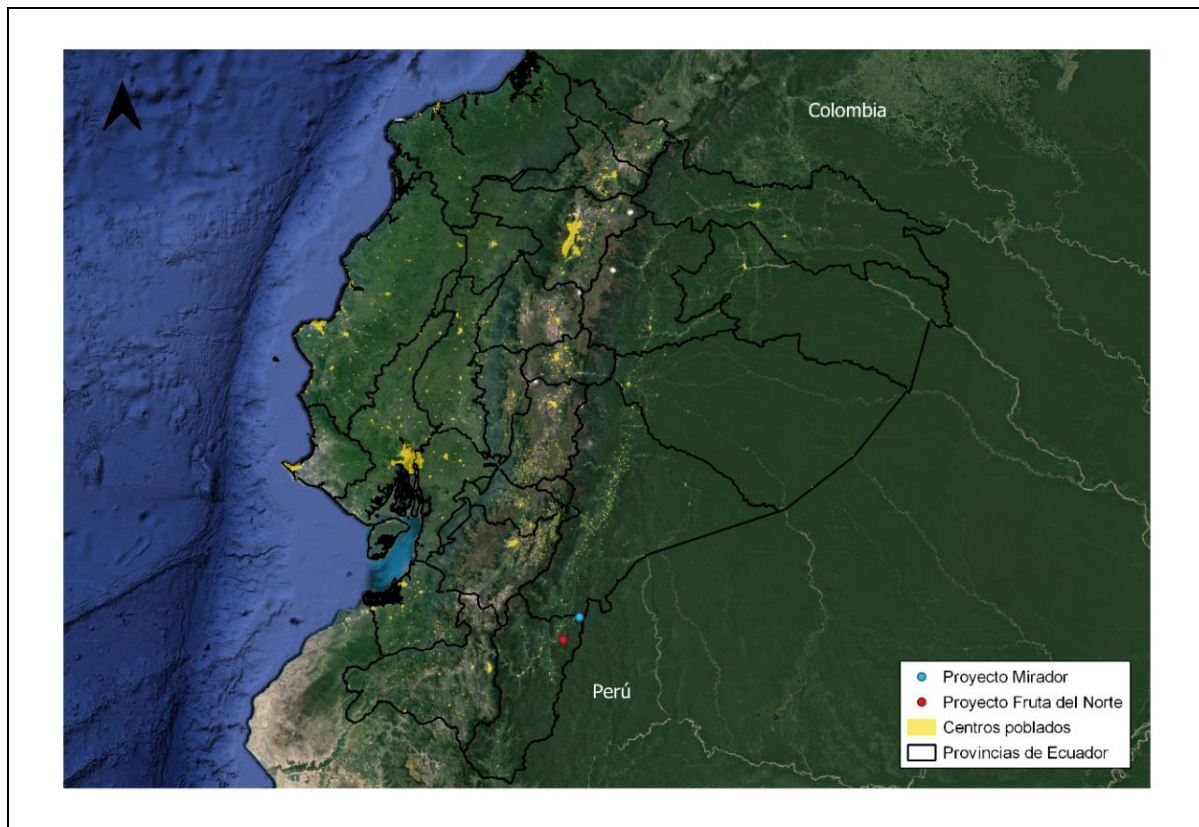 Colombia
Perú
Proyecto Mirador
Proyecto Fruta del Norte
Centros poblados
Provincias de Ecuador